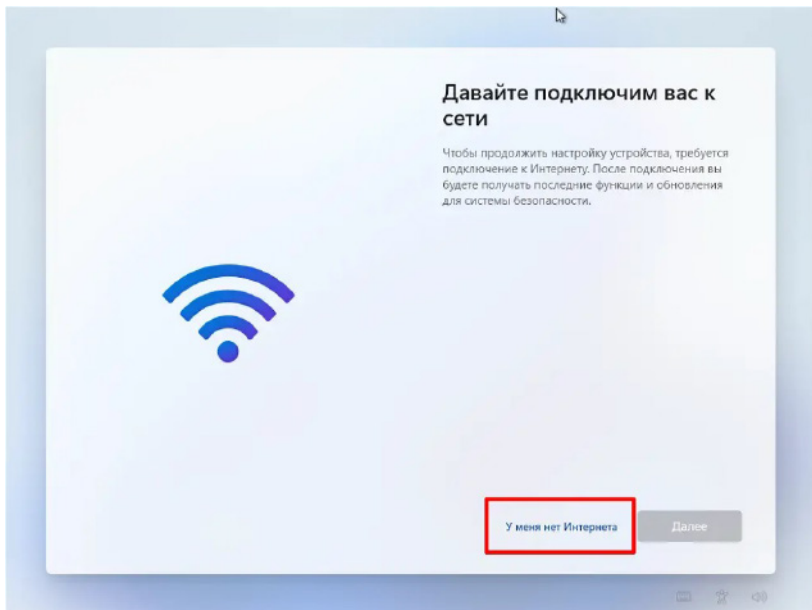 Давайте подключим вас к
сети
Чтобы продолжить настройку устройства, требуется
подключение к Интернету. После подключения вы
будете получать последние функции и обновления
для системы безопасности.
У меня нет Интернета
Далее